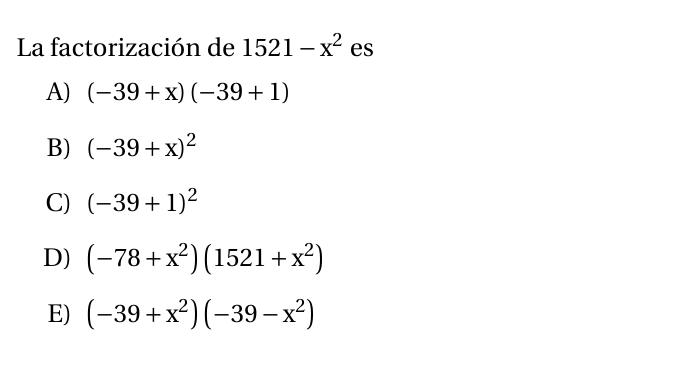 La factorización de 1521 − x² es
A) (−39 + x) (−39 + 1)
B) (−39 + x)²
C) (−39 + 1)²
D) (−78 + x²) (1521 + x²)
E) (−39 + x²) (−39 − x²)